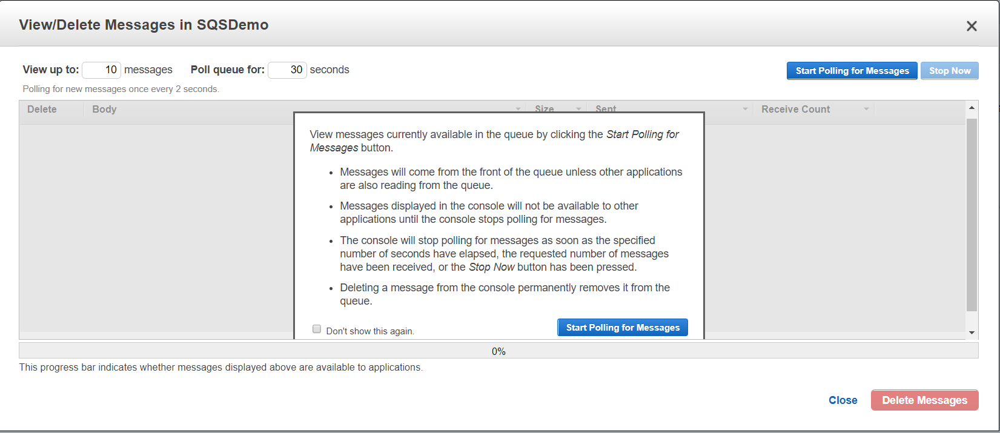 View/Delete Messages in SQSDemo
View up to: 10 messages Poll queue for: 30 seconds
Start Polling for Messages Stop Now
Polling for new messages once every 2 seconds.
Delete Body Size Sent Receive Count
View messages currently available in the queue by clicking the Start Polling for
Messages button.
• Messages will come from the front of the queue unless other applications
are also reading from the queue.
• Messages displayed in the console will not be available to other
applications until the console stops polling for messages.
• The console will stop polling for messages as soon as the specified
number of seconds have elapsed, the requested number of messages
have been received, or the Stop Now button has been pressed.
• Deleting a message from the console permanently removes it from the
queue.
Don't show this again. Start Polling for Messages
0%
This progress bar indicates whether messages displayed above are available to applications.
Close Delete Messages